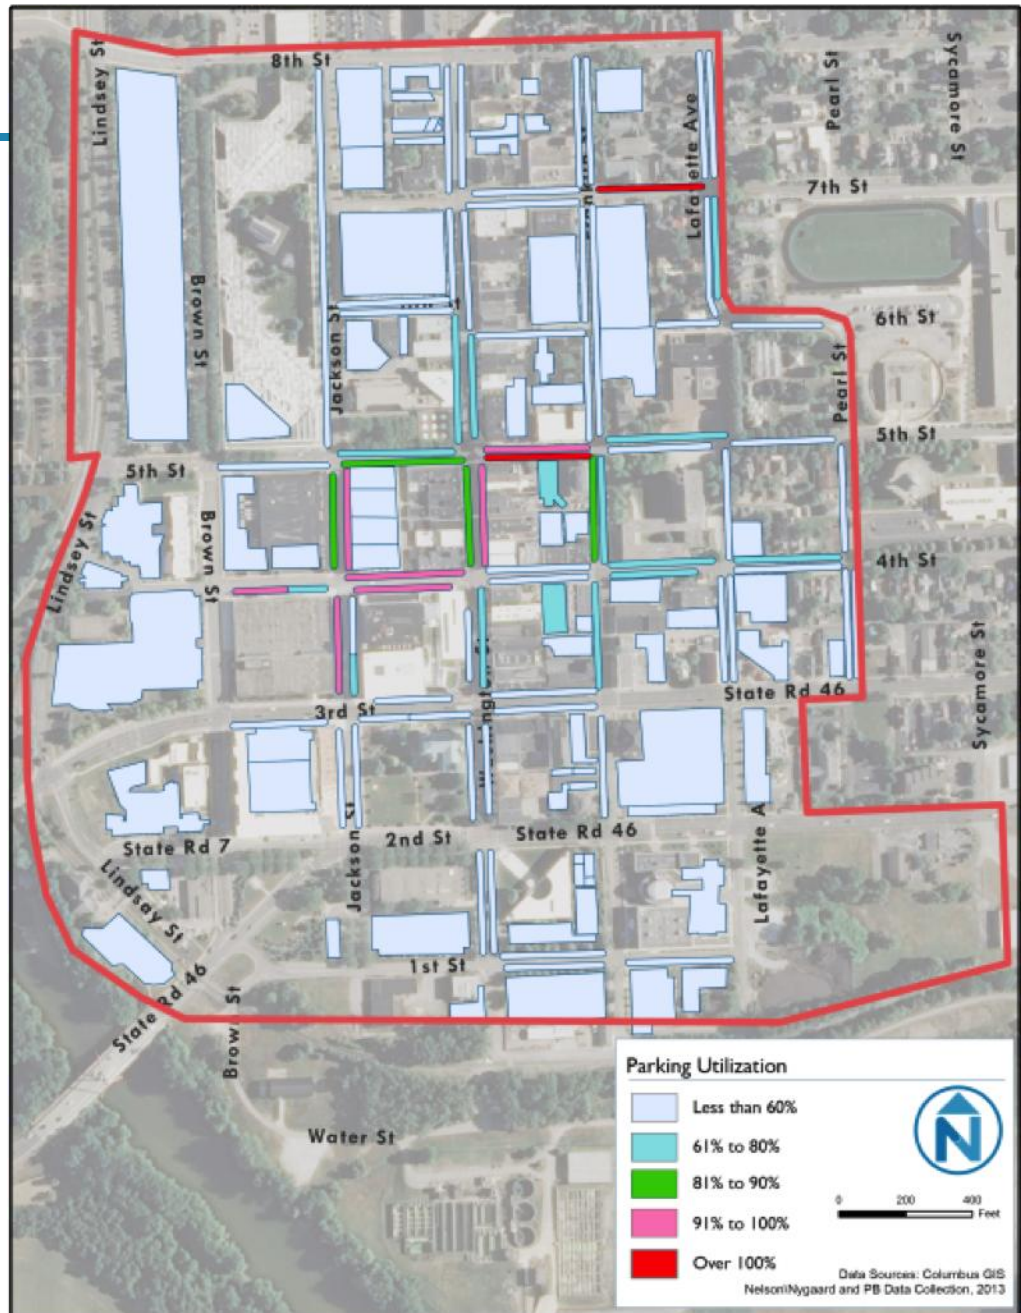 8th St
Lindsey St
Pearl St
Sycamore St
Lafayette Ave
7th St
Brown St
Jackson St
6th St
Pearl St
5th St
5th St
Lindsey St
Brown St
4th St
State Rd 46
Sycamore St
3rd St
State Rd 7
2nd St
State Rd 46
Jackson St
Lafayette A
Lindsay St
1st St
State Rd 46
Brown St
Water St
Parking Utilization
Less than 60%
61% to 80%
81% to 90%
91% to 100%
Over 100%
N
0 200 400
Feet
Data Sources: Columbus GIS
Nelson\Nygaard and PB Data Collection, 2013